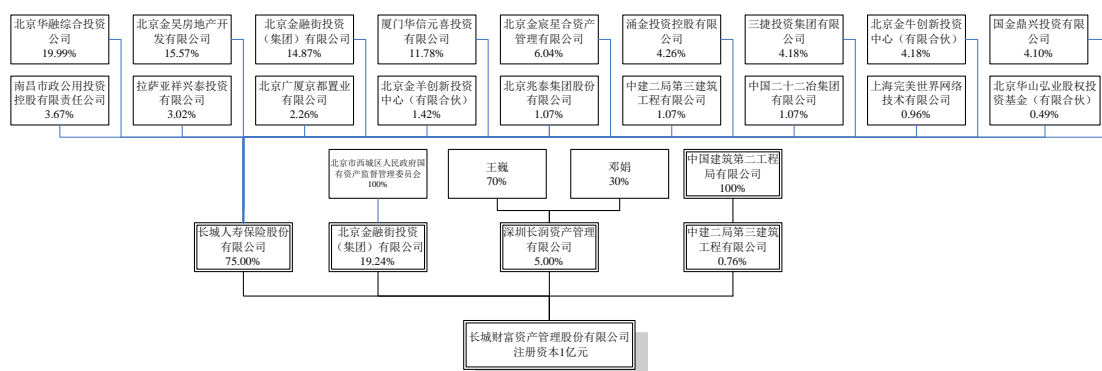 北京华融综合投资
公司
19.99%
北京金昊房地产开
发有限公司
15.57%
北京金融街投资
（集团）有限公司
14.87%
厦门华信元喜投资
有限公司
11.78%
北京金宸星合资产
管理有限公司
6.04%
涌金投资控股有限
公司
4.26%
三捷投资集团有限
公司
4.18%
北京金牛创新投资
中心（有限合伙）
4.18%
国金鼎兴投资有限
公司
4.10%
南昌市政公用投资
控股有限责任公司
3.67%
拉萨亚祥兴泰投资
有限公司
3.02%
北京广厦京都置业
有限公司
2.26%
北京金羊创新投资
中心（有限合伙）
1.42%
北京兆泰集团股份
有限公司
1.07%
中建二局第三建筑
工程有限公司
1.07%
中国二十二冶集团
有限公司
1.07%
上海完美世界网络
技术有限公司
0.96%
北京华山弘业股权投
资基金（有限合伙）
0.49%
北京市西城区人民政府国
有资产监督管理委员会
100%
王巍
70%
邓娟
30%
中国建筑第二工程
局有限公司
100%
长城人寿保险股份
有限公司
75.00%
北京金融街投资
（集团）有限公司
19.24%
深圳长润资产管理
有限公司
5.00%
中建二局第三建筑
工程有限公司
0.76%
长城财富资产管理股份有限公司
注册资本1亿元